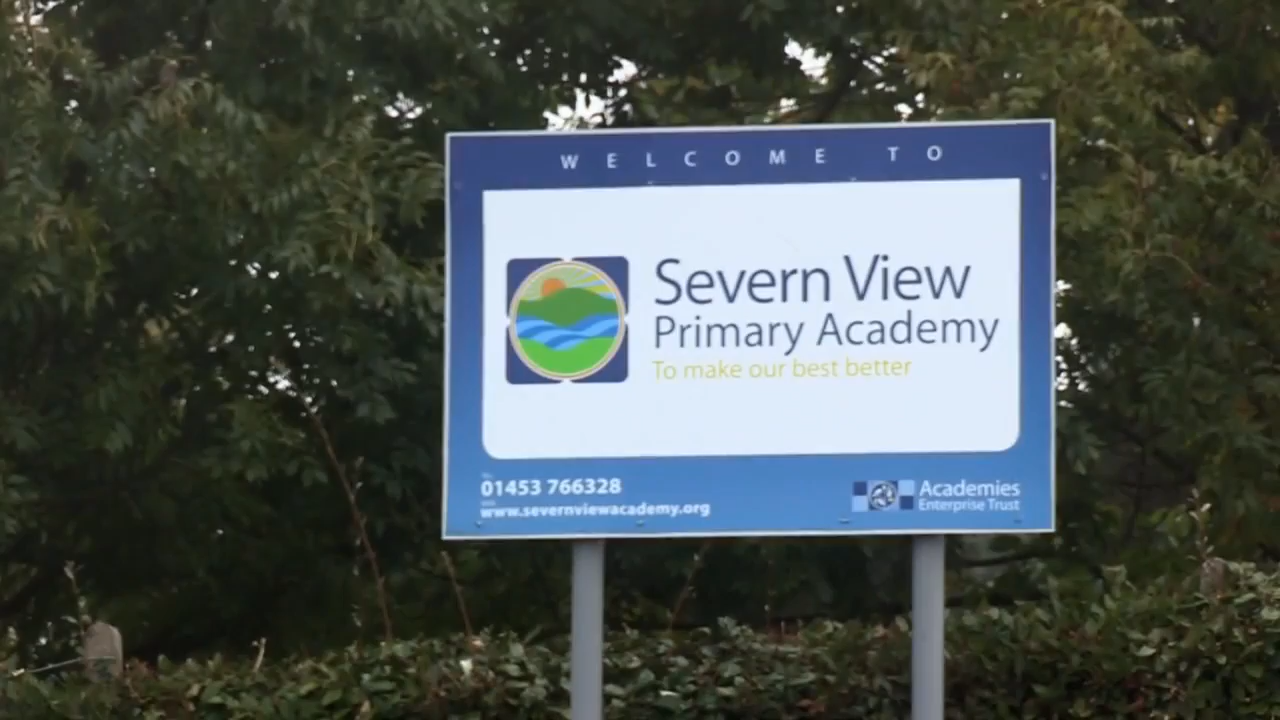 WELCOME TO
Severn View
Primary Academy
To make our best better
01453 766328
www.severnviewacademy.org
Academies
Enterprise Trust